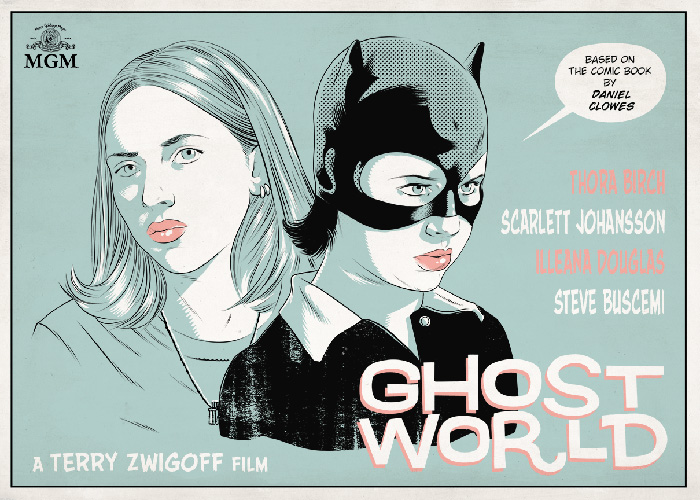 MGM
BASED ON
THE COMIC BOOK
BY
DANIEL
CLOWES
THORA BIRCH
SCARLETT JOHANSSON
ILLEANA DOUGLAS
STEVE BUSCEMI
GHOST
WORLD
A TERRY ZWIGOFF FILM